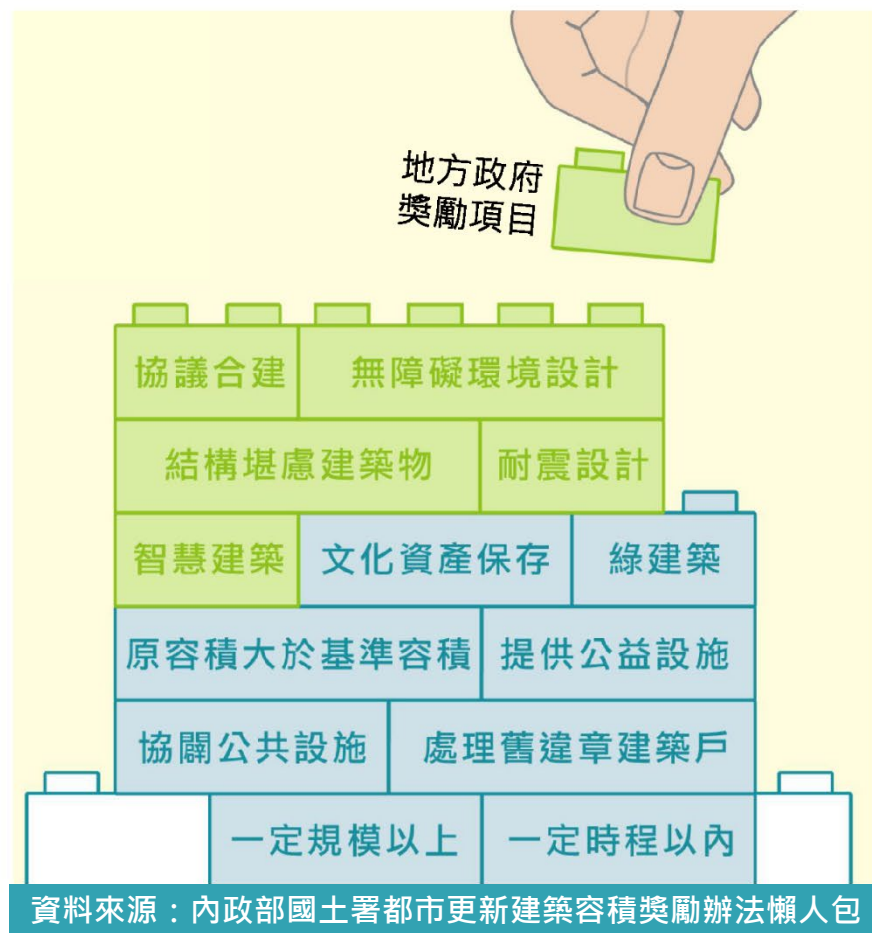 地方政府
獎勵項目
協議合建 無障礙環境設計
結構堪慮建築物 耐震設計
智慧建築 文化資產保存 綠建築
原容積大於基準容積 提供公益設施
協闢公共設施 處理舊違章建築戶
一定規模以上 一定時程以內
資料來源：內政部國土署都市更新建築容積獎勵辦法懶人包